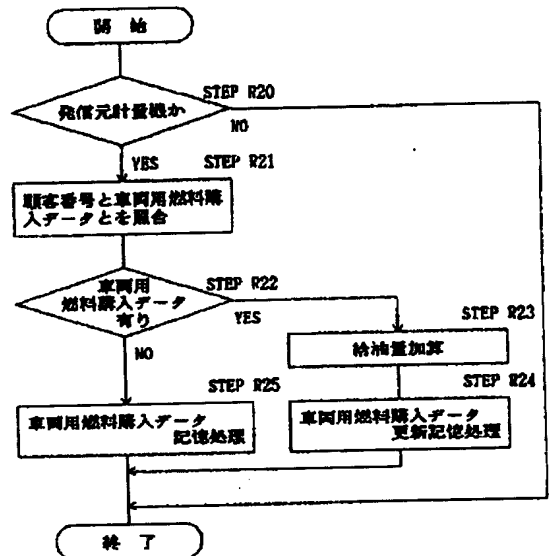 開始
STEP R20
発信元計量機か
NO
YES
STEP R21
顧客番号と車両用燃料購
入データとを照合
車両用
燃料購入データ
有り
STEP R22
YES
NO
STEP R23
給油量加算
STEP R24
車両用燃料購入データ
更新記憶処理
STEP R25
車両用燃料購入データ
記憶処理
終了